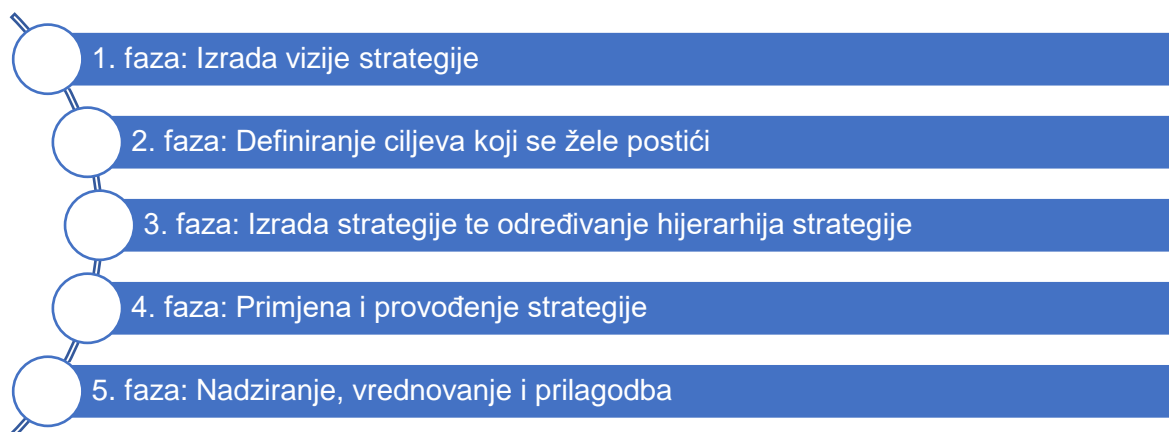 1. faza: Izrada vizije strategije
2. faza: Definiranje ciljeva koji se žele postići
3. faza: Izrada strategije te određivanje hijerarhija strategije
4. faza: Primjena i provođenje strategije
5. faza: Nadziranje, vrednovanje i prilagodba